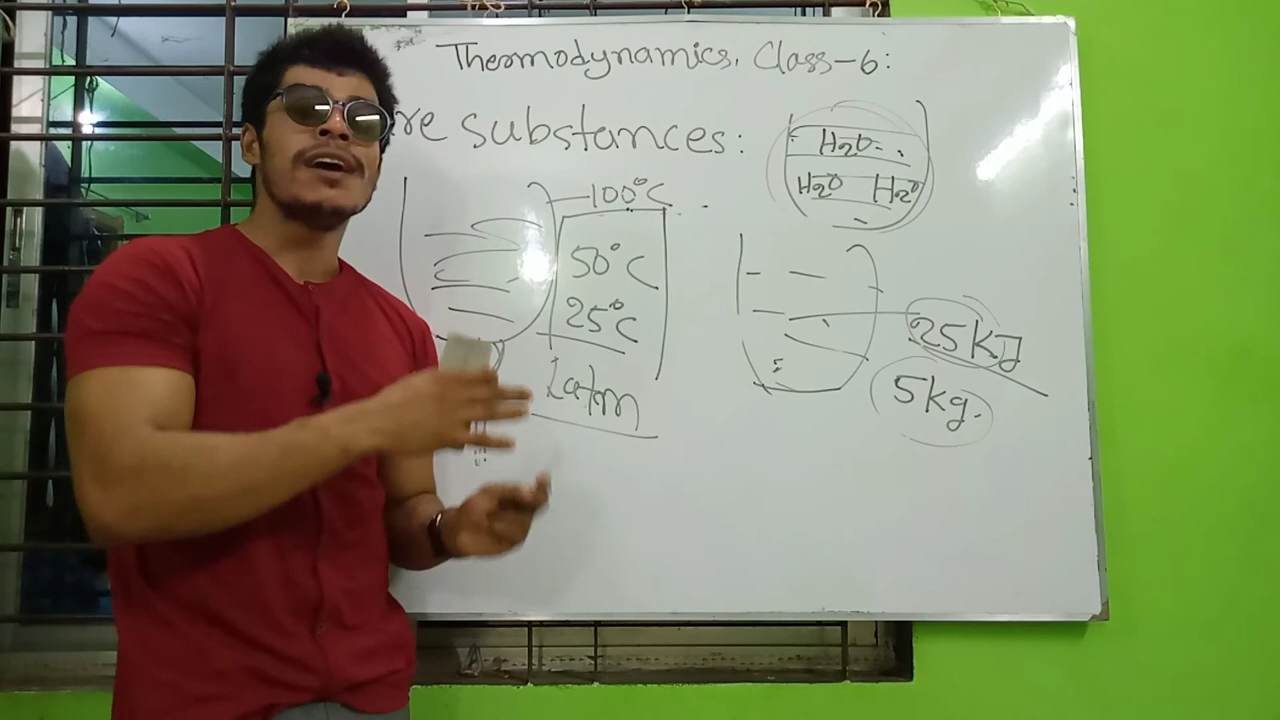 Thermodynamics. Class-6:
re substances:
H2O
H2O H2O
100°C
50°C
25°C
1atm
25KJ
5kg.